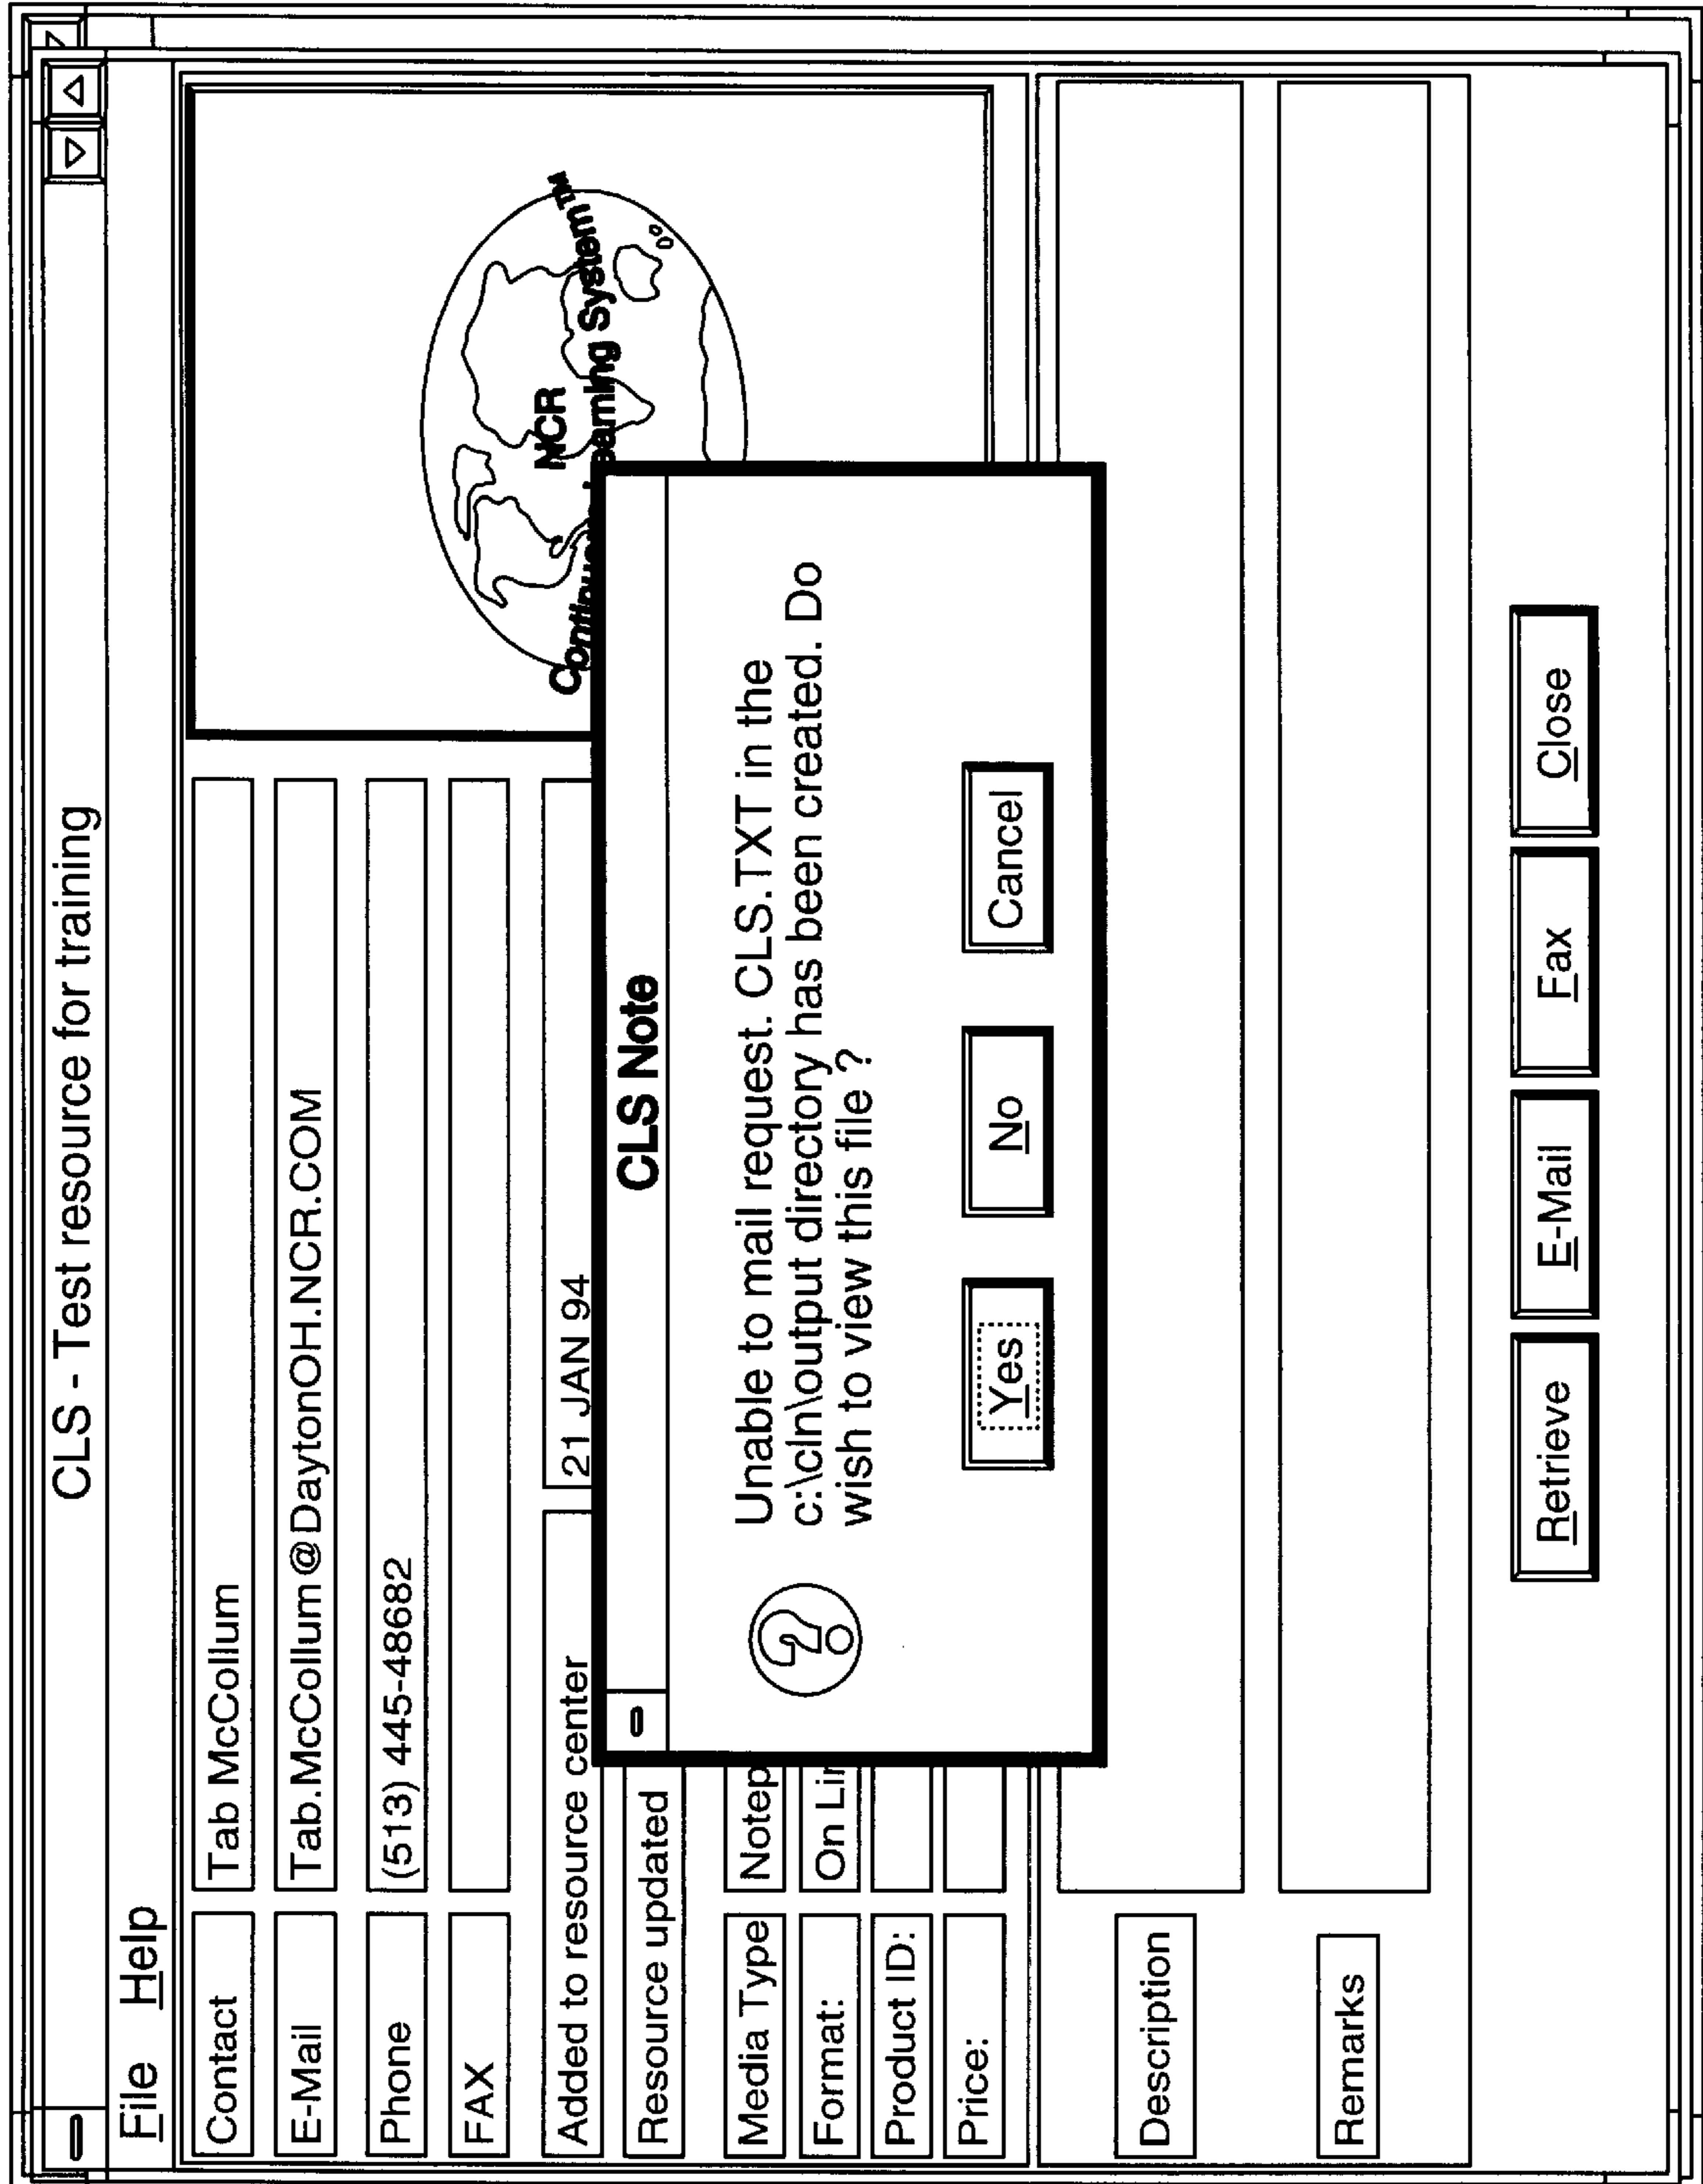 CLS - Test resource for training
File Help
Contact
Tab McCollum
E-Mail
Tab.McCollum@DaytonOH.NCR.COM
Phone
(513) 445-48682
FAX
Added to resource center
21 JAN 94
Resource updated
Media Type
Notep
Format:
On Lin
Product ID:
Price:
NCR
Learning System™
CLS Note
Unable to mail request. CLS.TXT in the
c:\cln\output directory has been created. Do
wish to view this file ?
Yes No Cancel
Description
Remarks
Retrieve E-Mail Fax Close